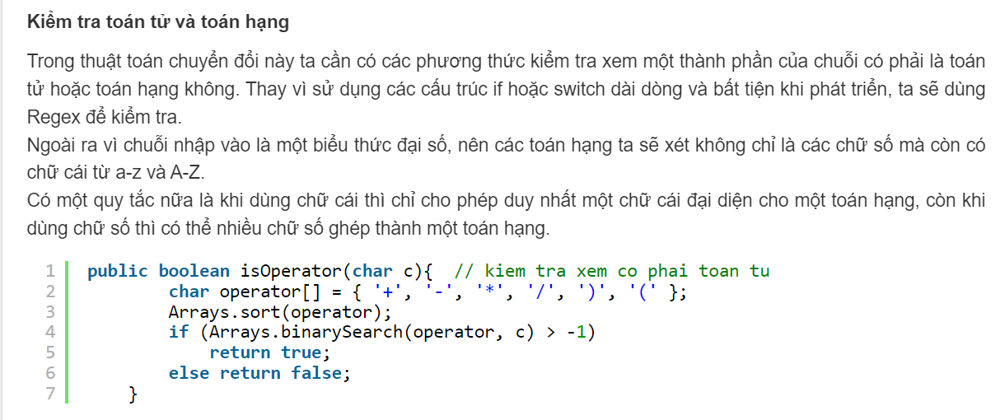 Kiểm tra toán tử và toán hạng
Trong thuật toán chuyển đổi này ta cần có các phương thức kiểm tra xem một thành phần của chuỗi có phải là toán
tử hoặc toán hạng không. Thay vì sử dụng các cấu trúc if hoặc switch dài dòng và bất tiện khi phát triển, ta sẽ dùng
Regex để kiểm tra.
Ngoài ra vì chuỗi nhập vào là một biểu thức đại số, nên các toán hạng ta sẽ xét không chỉ là các chữ số mà còn có
chữ cái từ a-z và A-Z.
Có một quy tắc nữa là khi dùng chữ cái thì chỉ cho phép duy nhất một chữ cái đại diện cho một toán hạng, còn khi
dùng chữ số thì có thể nhiều chữ số ghép thành một toán hạng.
1 public boolean isOperator(char c){  // kiem tra xem co phai toan tu
2         char operator[] = { '+', '-', '*', '/', ')', '(' };
3         Arrays.sort(operator);
4         if (Arrays.binarySearch(operator, c) > -1)
5             return true;
6         else return false;
7     }